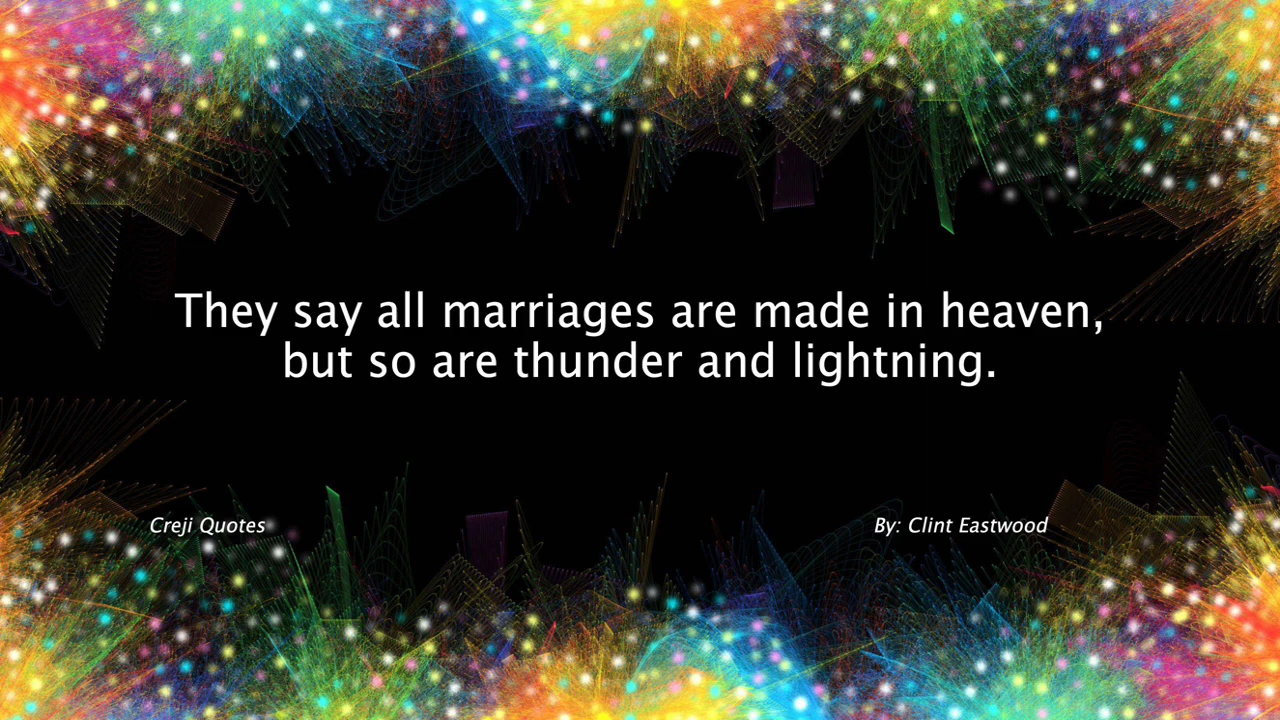 They say all marriages are made in heaven,
but so are thunder and lightning.
Creji Quotes
By: Clint Eastwood